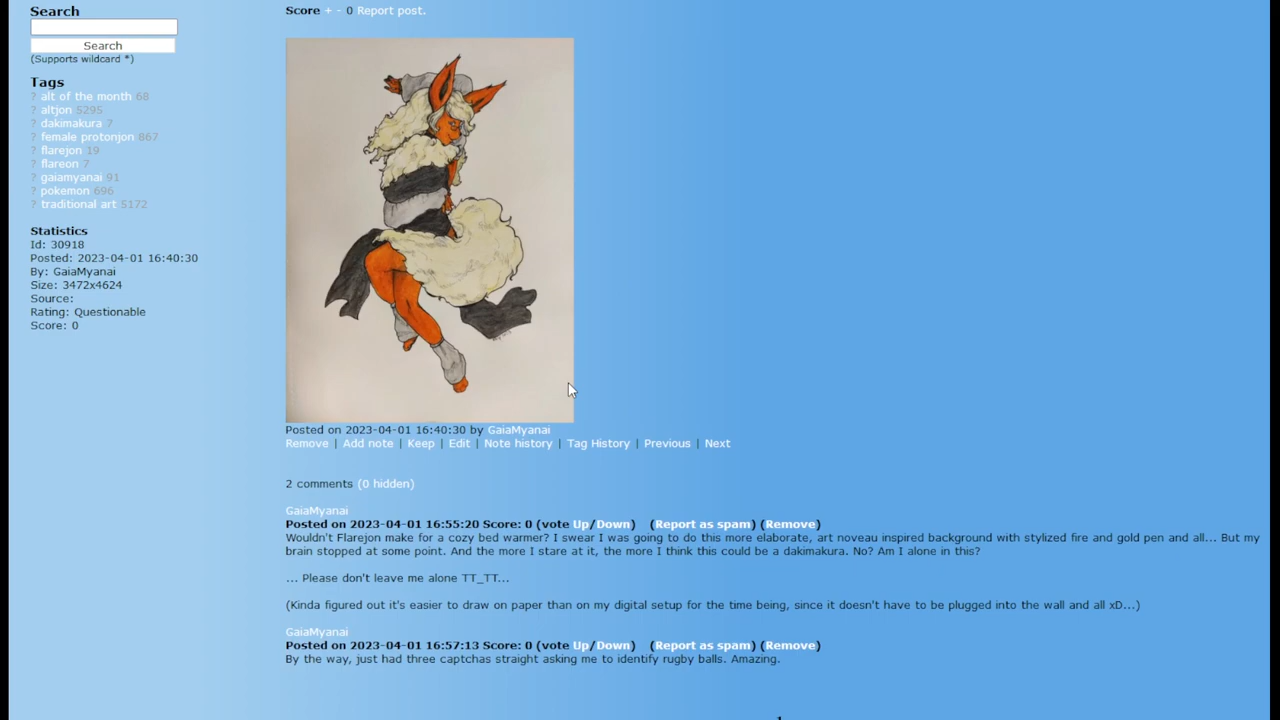 Search
Score + - 0 Report post.
Search
(Supports wildcard *)
Tags
? alt of the month 68
? altjon 5295
? dakimakura 7
? female protonjon 867
? flarejon 19
? flareon 7
? gaiamyanai 91
? pokemon 696
? traditional art 5172
Statistics
Id: 30918
Posted: 2023-04-01 16:40:30
By: GaiaMyanai
Size: 3472x4624
Source:
Rating: Questionable
Score: 0
Posted on 2023-04-01 16:40:30 by GaiaMyanai
Remove | Add note | Keep | Edit | Note history | Tag History | Previous | Next
2 comments (0 hidden)
GaiaMyanai
Posted on 2023-04-01 16:55:20 Score: 0 (vote Up/Down) (Report as spam) (Remove)
Wouldn't Flarejon make for a cozy bed warmer? I swear I was going to do this more elaborate, art noveau inspired background with stylized fire and gold pen and all... But my
brain stopped at some point. And the more I stare at it, the more I think this could be a dakimakura. No? Am I alone in this?
... Please don't leave me alone TT_TT...
(Kinda figured out it's easier to draw on paper than on my digital setup for the time being, since it doesn't have to be plugged into the wall and all xD...)
GaiaMyanai
Posted on 2023-04-01 16:57:13 Score: 0 (vote Up/Down) (Report as spam) (Remove)
By the way, just had three captchas straight asking me to identify rugby balls. Amazing.